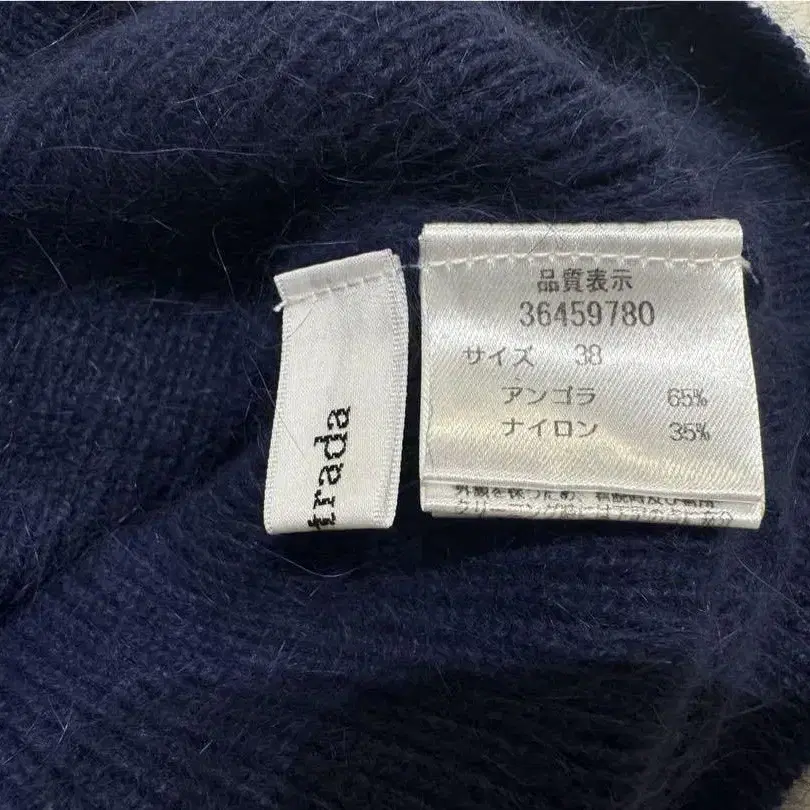 trada
品質表示
36459780
サイズ 38
アンゴラ 65%
ナイロン 35%